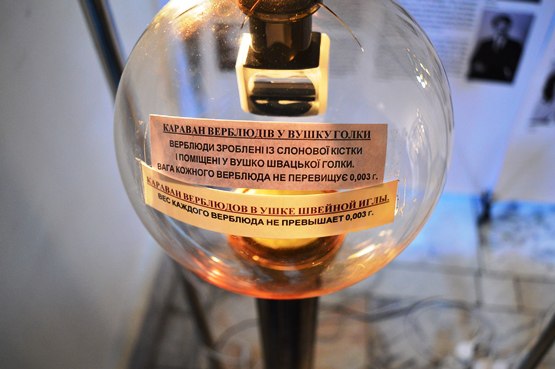 КАРАВАН ВЕРБЛЮДІВ У ВУШКУ ГОЛКИ
ВЕРБЛЮДИ ЗРОБЛЕНІ ІЗ СЛОНОВОЇ КІСТКИ
І ПОМІЩЕНІ У ВУШКО ШВАЦЬКОЇ ГОЛКИ.
ВАГА КОЖНОГО ВЕРБЛЮДА НЕ ПЕРЕВИЩУЄ 0,003 г.
КАРАВАН ВЕРБЛЮДОВ В УШКЕ ШВЕЙНОЙ ИГЛЫ.
ВЕС КАЖДОГО ВЕРБЛЮДА НЕ ПРЕВЫШАЕТ 0,003 г.